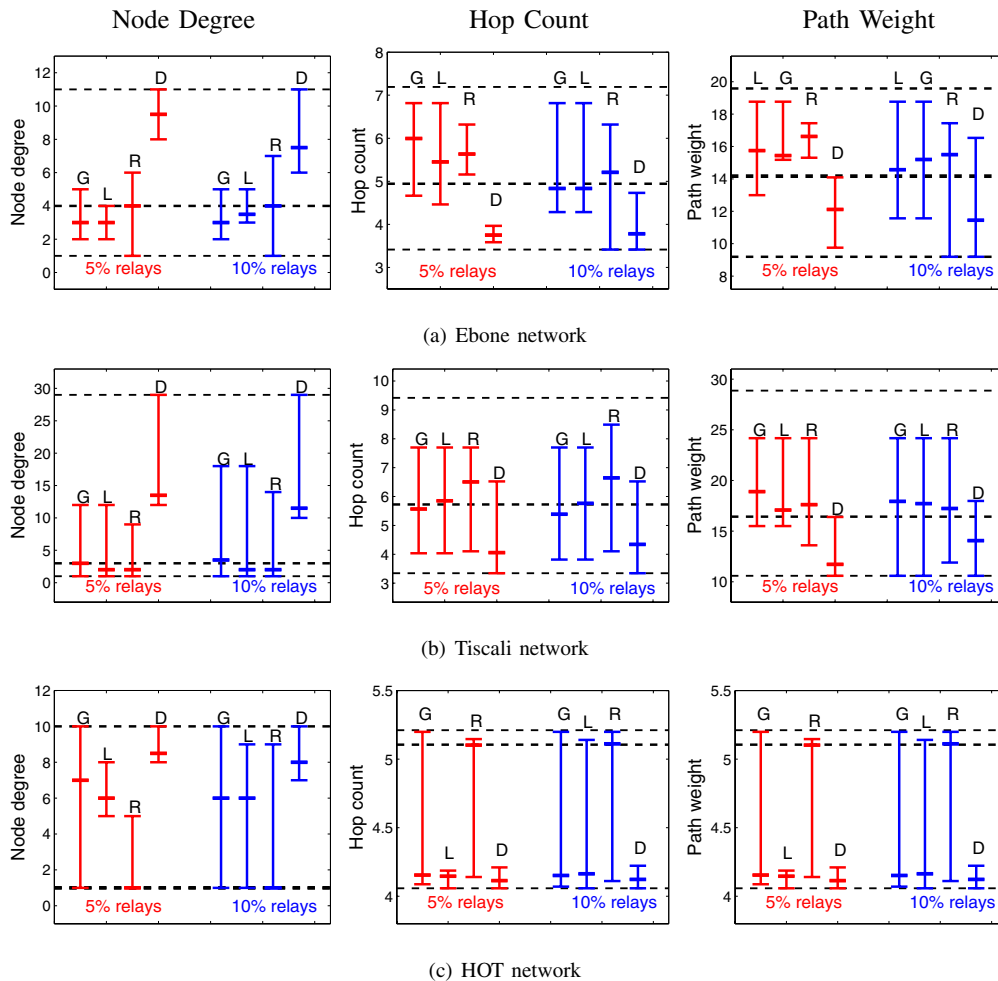 Node Degree Hop Count Path Weight
Node degree
12
10
8
6
4
2
0
G
L
R
D
G
L
R
D
5% relays
10% relays
Hop count
8
7
6
5
4
3
G
L
R
D
G
L
R
D
5% relays
10% relays
Path weight
20
18
16
14
12
10
8
L
G
R
D
L
G
R
D
5% relays
10% relays
(a) Ebone network
Node degree
30
25
20
15
10
5
0
G
L
R
D
G
L
R
D
5% relays
10% relays
Hop count
10
9
8
7
6
5
4
3
G
L
R
D
G
L
R
D
5% relays
10% relays
Path weight
30
25
20
15
10
G
L
R
D
G
L
R
D
5% relays
10% relays
(b) Tiscali network
Node degree
12
10
8
6
4
2
0
G
L
R
D
G
L
R
D
5% relays
10% relays
Hop count
5.5
5
4.5
4
G
L
R
D
G
L
R
D
5% relays
10% relays
Path weight
5.5
5
4.5
4
G
L
R
D
G
L
R
D
5% relays
10% relays
(c) HOT network